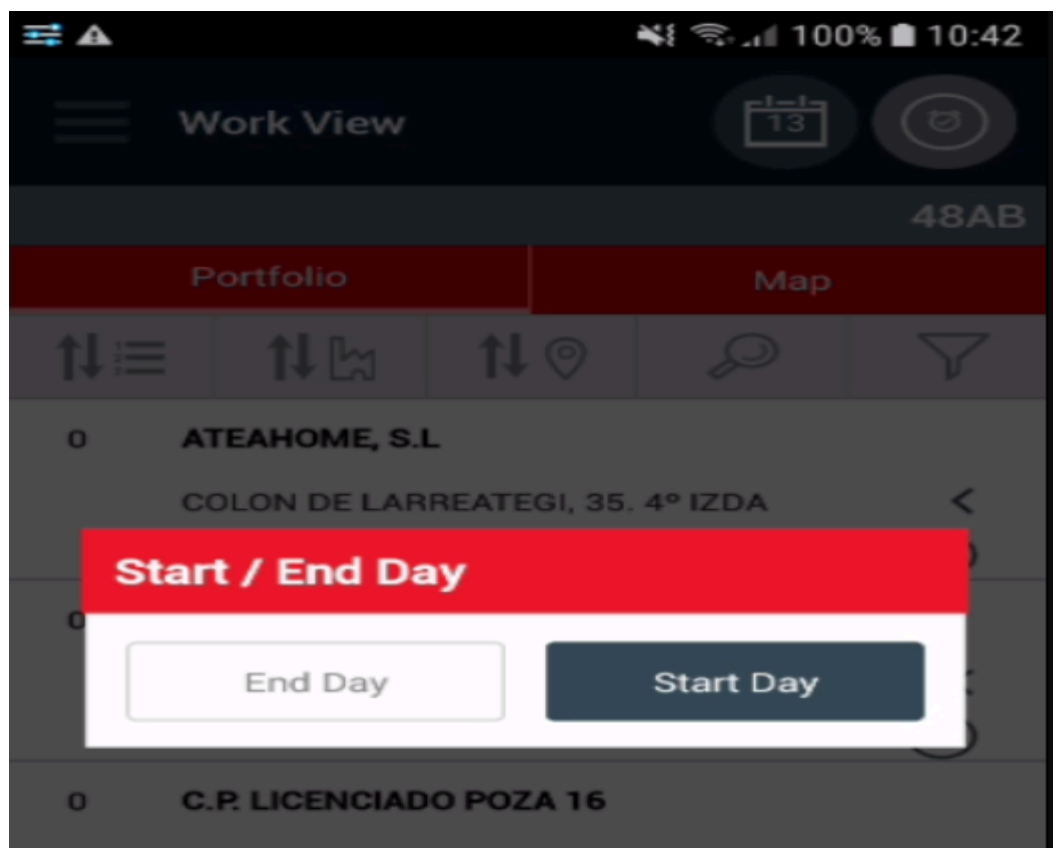 100% 10:42
Work View 13
48AB
Portfolio Map
0 ATEAHOME, S.L
COLON DE LARREATEGI, 35. 4º IZDA
Start / End Day
0
End Day Start Day
0 C.P. LICENCIADO POZA 16